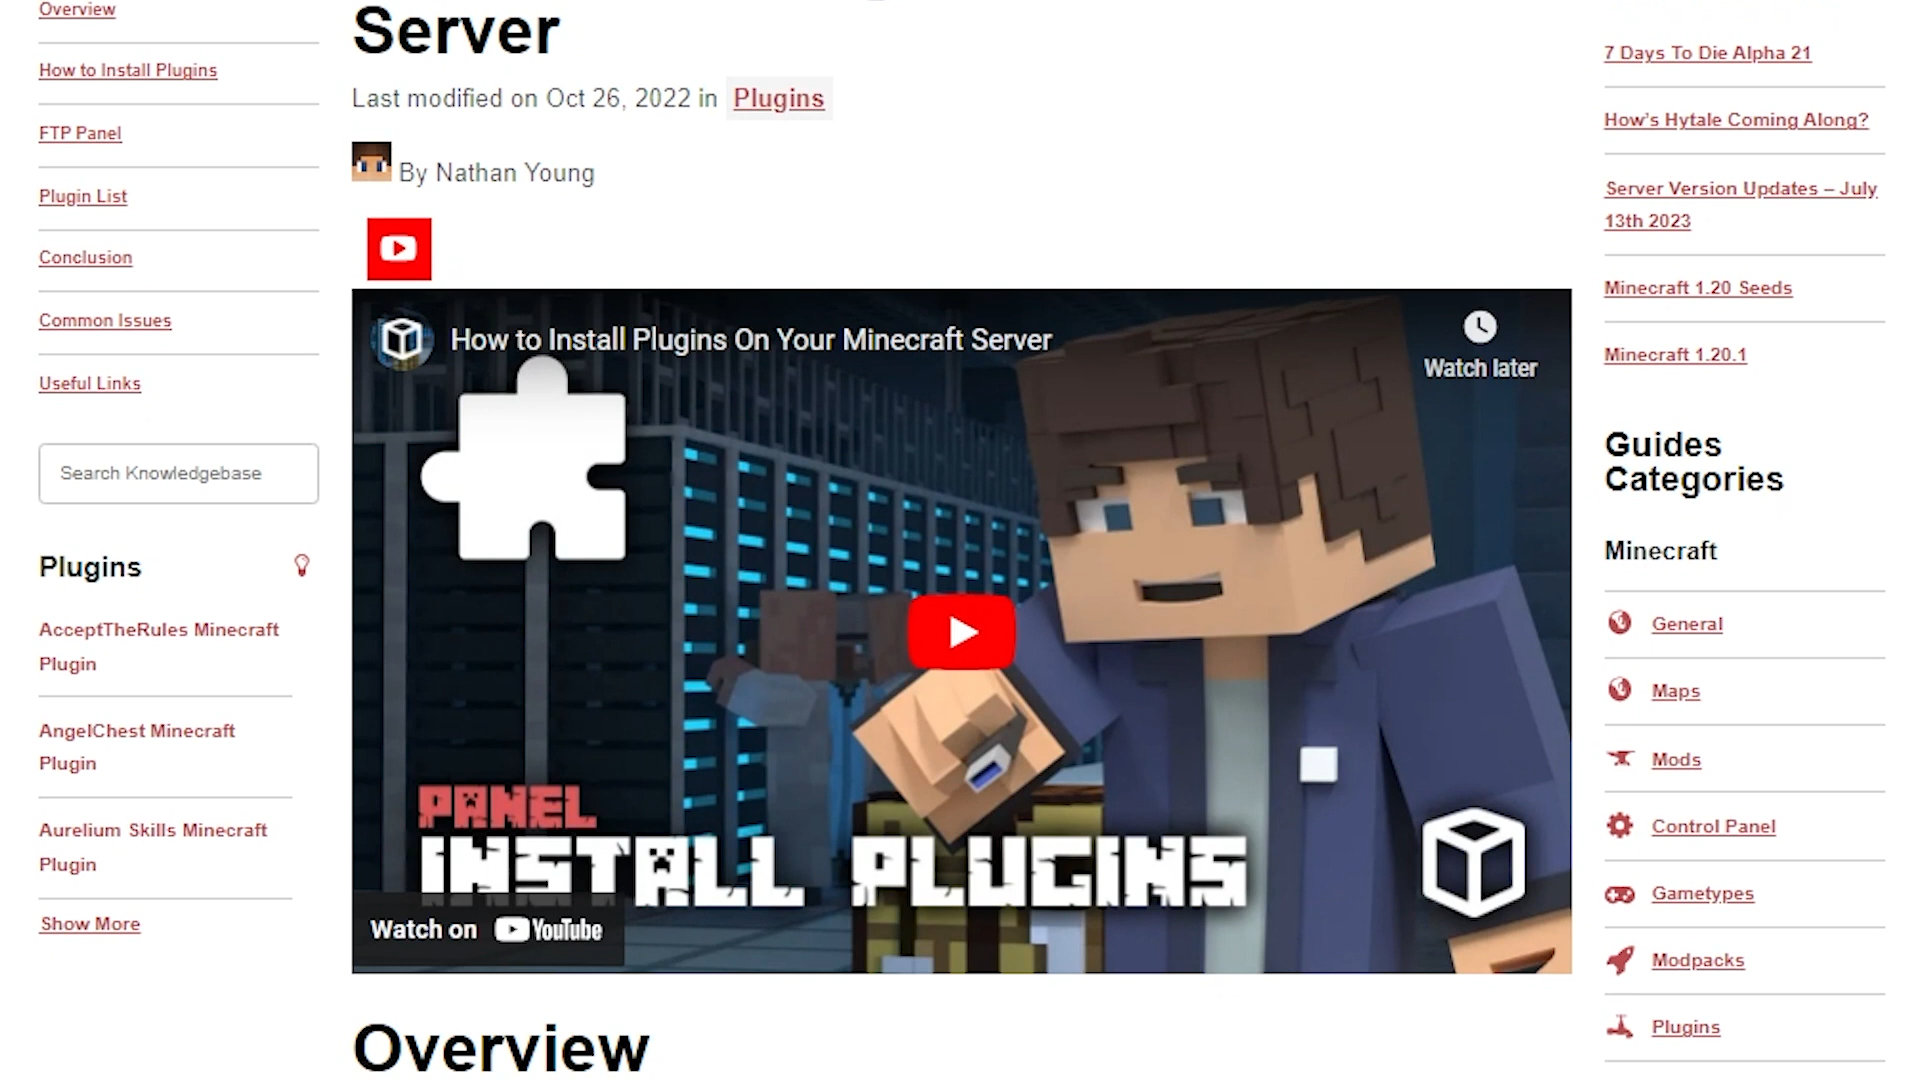 Overview
How to Install Plugins
FTP Panel
Plugin List
Conclusion
Common Issues
Useful Links
Search Knowledgebase
Plugins
AcceptTheRules Minecraft
Plugin
AngelChest Minecraft
Plugin
Aurelium Skills Minecraft
Plugin
Show More
Server
Last modified on Oct 26, 2022 in Plugins
By Nathan Young
How to Install Plugins On Your Minecraft Server
Watch later
PANEL
INSTALL PLUGINS
Watch on YouTube
Overview
7 Days To Die Alpha 21
How's Hytale Coming Along?
Server Version Updates – July
13th 2023
Minecraft 1.20 Seeds
Minecraft 1.20.1
Guides
Categories
Minecraft
General
Maps
Mods
Control Panel
Gametypes
Modpacks
Plugins